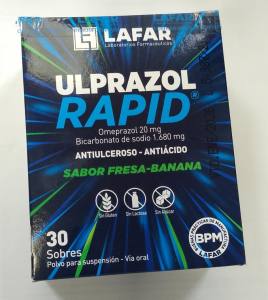 LAFAR
Laboratorios Farmacéuticos
ULPRAZOL
RAPID®
Omeprazol 20 mg
Bicarbonato de sodio 1.680 mg
ANTIULCEROSO - ANTIÁCIDO
SABOR FRESA-BANANA
Sin Gluten
Sin Lactosa
Sin Azúcar
30
Sobres
Polvo para suspensión - Vía oral
BPM
LAFAR